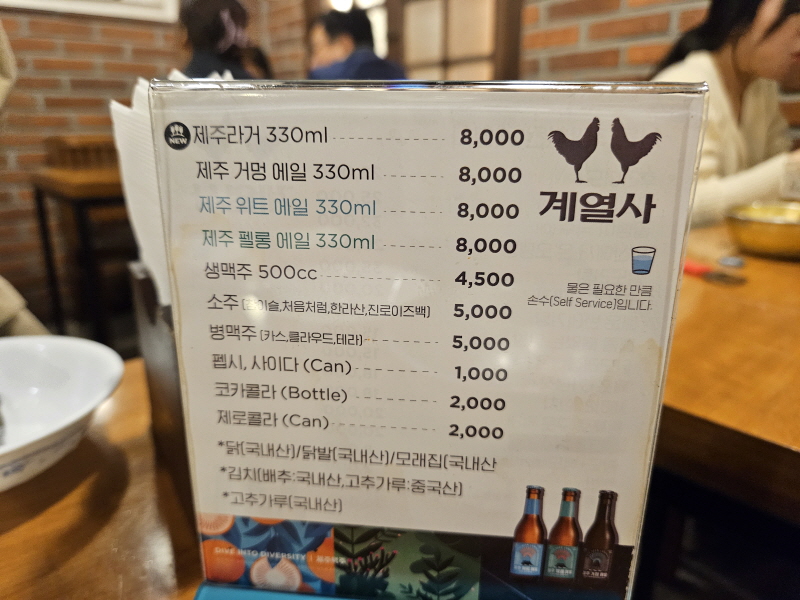 NEW 제주라거 330ml 8,000
제주 거멍 에일 330ml 8,000
제주 위트 에일 330ml 8,000
제주 펠롱 에일 330ml 8,000
생맥주 500cc 4,500
소주 (참이슬,처음처럼,한라산,진로이즈백) 5,000
병맥주 (카스,클라우드,테라) 5,000
펩시, 사이다 (Can) 1,000
코카콜라 (Bottle) 2,000
제로콜라 (Can) 2,000
*닭(국내산)/닭발(국내산)/모래집(국내산
*김치(배추:국내산,고추가루:중국산)
*고추가루(국내산)
계열사
물은 필요한 만큼
손수(Self Service)입니다.
DIVE INTO DIVERSITY | 제주맥주